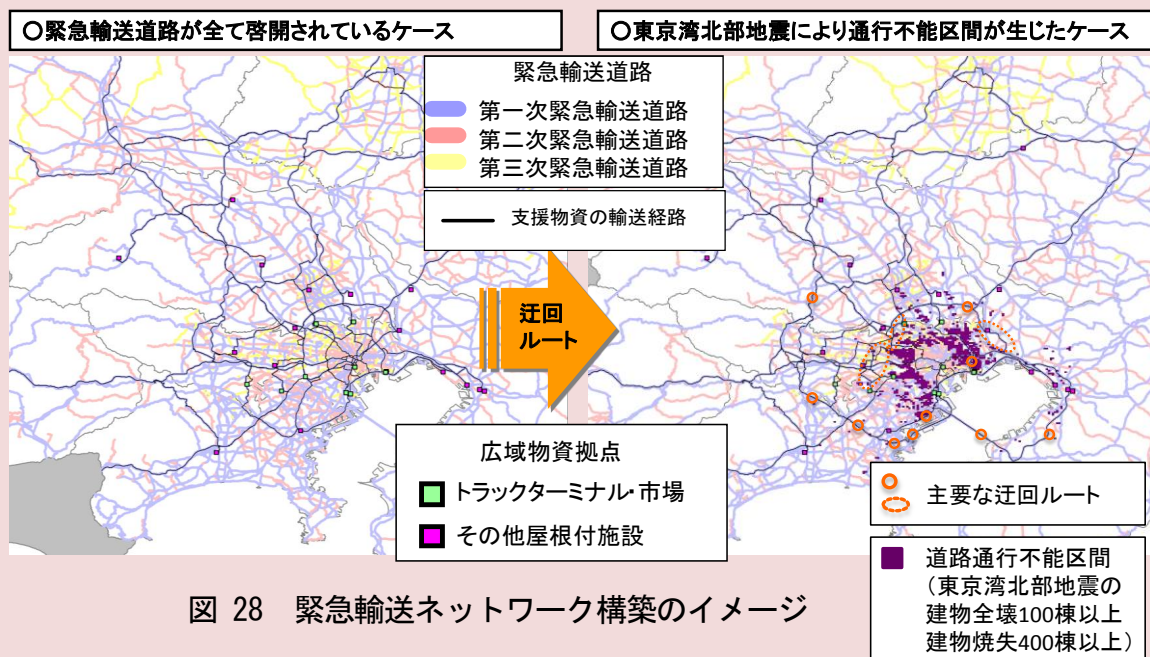 ○緊急輸送道路が全て啓開されているケース
○東京湾北部地震により通行不能区間が生じたケース
緊急輸送道路
第一次緊急輸送道路
第二次緊急輸送道路
第三次緊急輸送道路
支援物資の輸送経路
迂回
ルート
広域物資拠点
トラックターミナル・市場
その他屋根付施設
主要な迂回ルート
道路通行不能区間
(東京湾北部地震の
建物全壊100棟以上
建物焼失400棟以上)
図 28 緊急輸送ネットワーク構築のイメージ